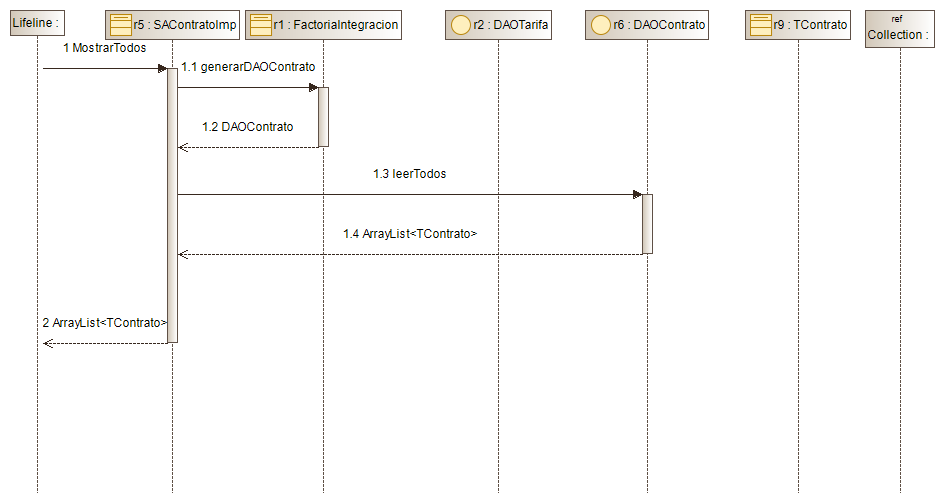 Lifeline :
r5 : SAContratoImp
r1 : FactoriaIntegracion
r2 : DAOTarifa
r6 : DAOContrato
r9 : TContrato
ref
Collection :
1 MostrarTodos
1.1 generarDAOContrato
1.2 DAOContrato
1.3 leerTodos
1.4 ArrayList<TContrato>
2 ArrayList<TContrato>